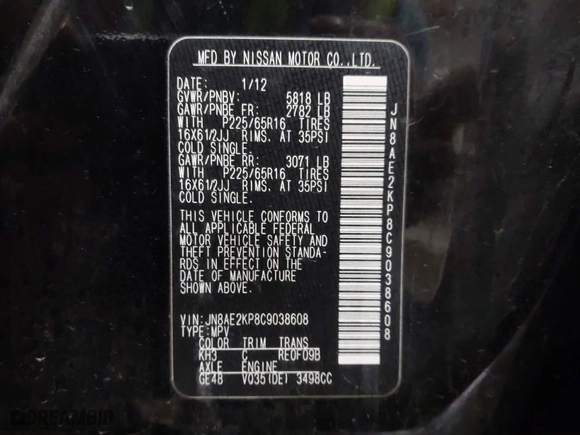 MFD BY NISSAN MOTOR CO.,LTD.
DATE: 1/12
GVWR/PNBV: 5818 LB
GAWR/PNBE FR: 2782 LB
WITH P225/65R16 TIRES
16X61/2JJ RIMS, AT 35PSI
COLD SINGLE.
GAWR/PNBE RR: 3071 LB
WITH P225/65R16 TIRES
16X61/2JJ RIMS, AT 35PSI
COLD SINGLE.
THIS VEHICLE CONFORMS TO
ALL APPLICABLE FEDERAL
MOTOR VEHICLE SAFETY AND
THEFT PREVENTION STANDA-
RDS IN EFFECT ON THE
DATE OF MANUFACTURE
SHOWN ABOVE.
VIN:JN8AE2KP8C9038608
TYPE:MPV
COLOR TRIM TRANS
KH3 C RE0F09B
AXLE ENGINE
GE48 VQ35(DE) 3498CC
JN8AE2KP8C9038608
DREAMBID